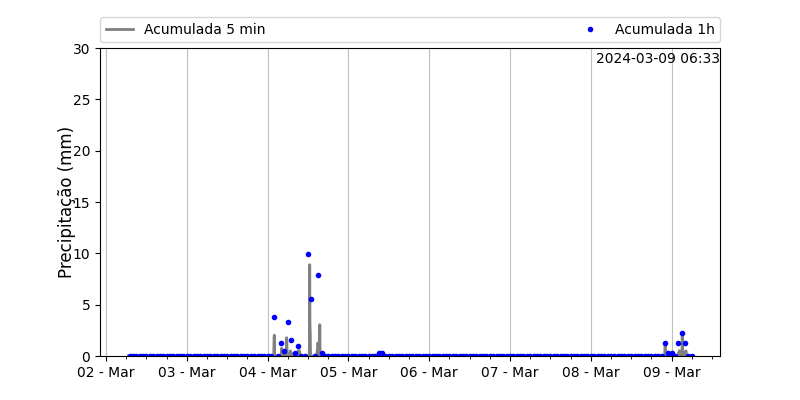 Acumulada 5 min
Acumulada 1h
2024-03-09 06:33
Precipitação (mm)
30
25
20
15
10
5
0
02 - Mar 03 - Mar 04 - Mar 05 - Mar 06 - Mar 07 - Mar 08 - Mar 09 - Mar